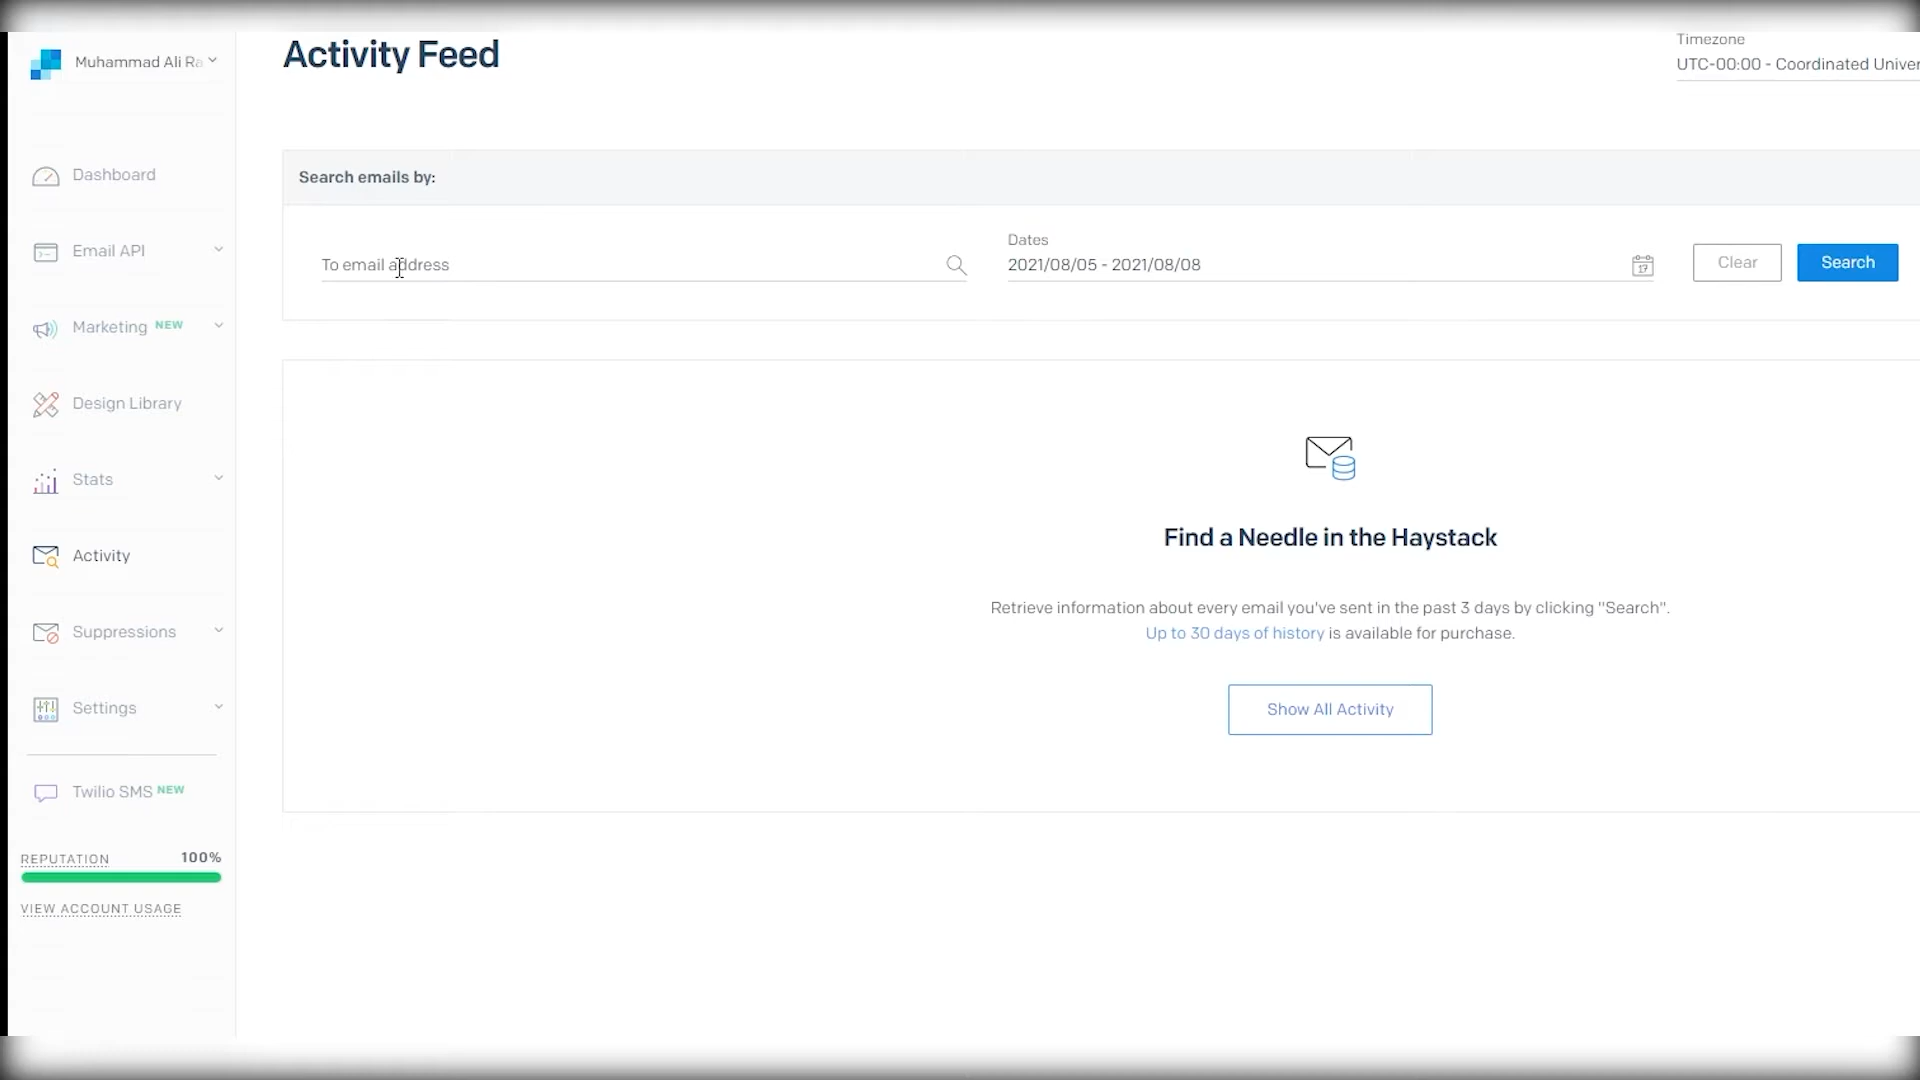 Muhammad Ali Ra
Dashboard
Email API
Marketing NEW
Design Library
Stats
Activity
Suppressions
Settings
Twilio SMS NEW
REPUTATION 100%
VIEW ACCOUNT USAGE
Activity Feed
Timezone
UTC-00:00 - Coordinated Univer
Search emails by:
To email address
Dates
2021/08/05 - 2021/08/08
17
Clear
Search
Find a Needle in the Haystack
Retrieve information about every email you've sent in the past 3 days by clicking "Search".
Up to 30 days of history is available for purchase.
Show All Activity